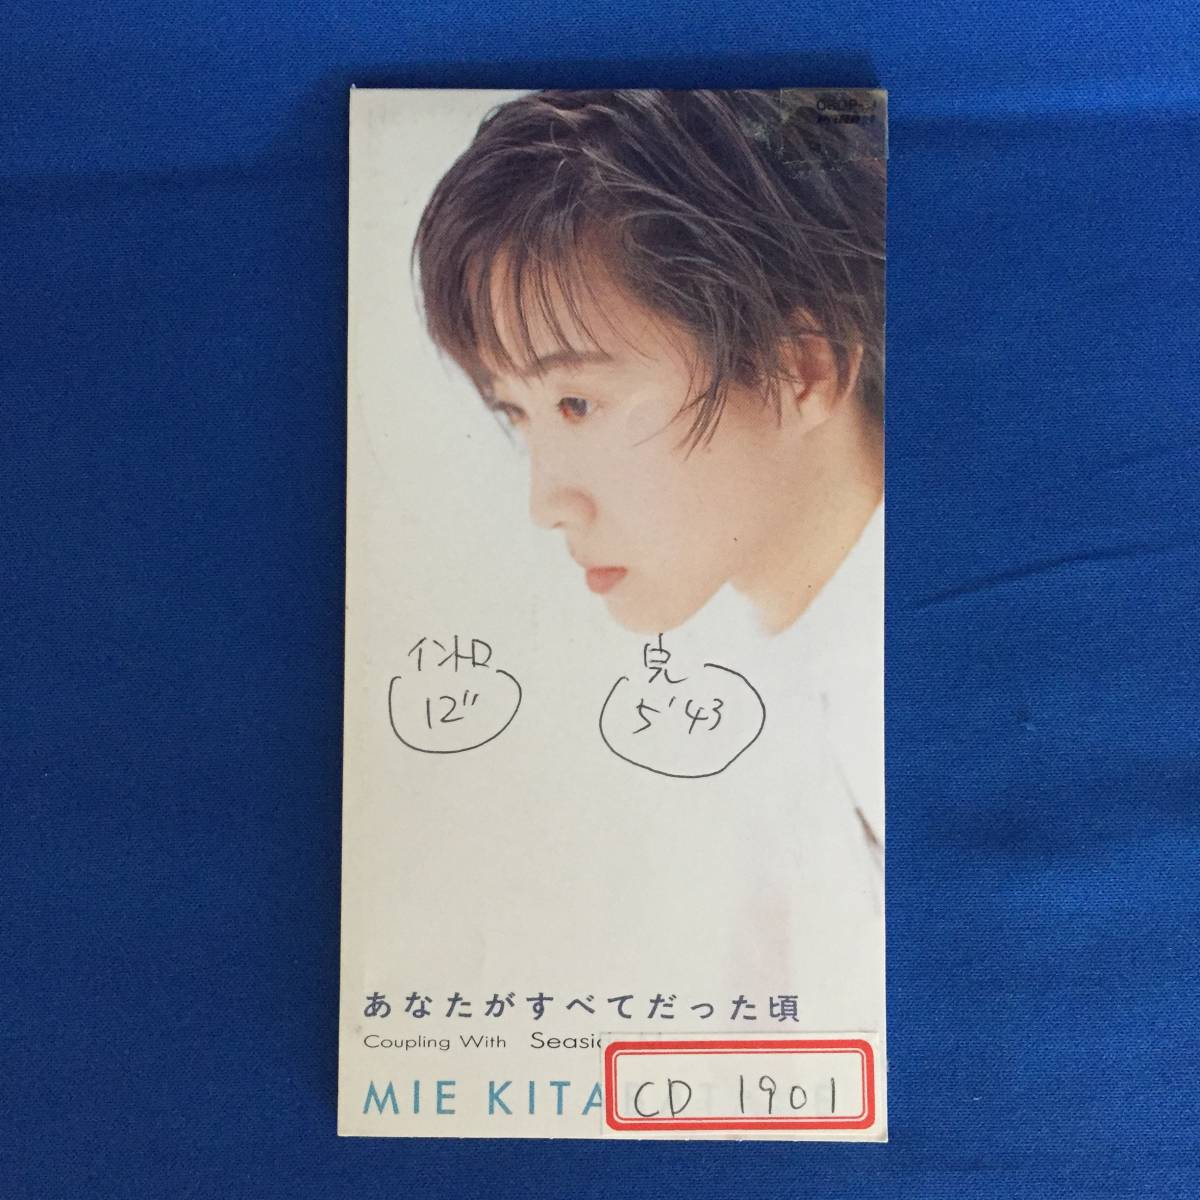 イントロ 完
12" 5'43
あなたがすべてだった頃
Coupling With Seasid
MIE KITA
CD 1901